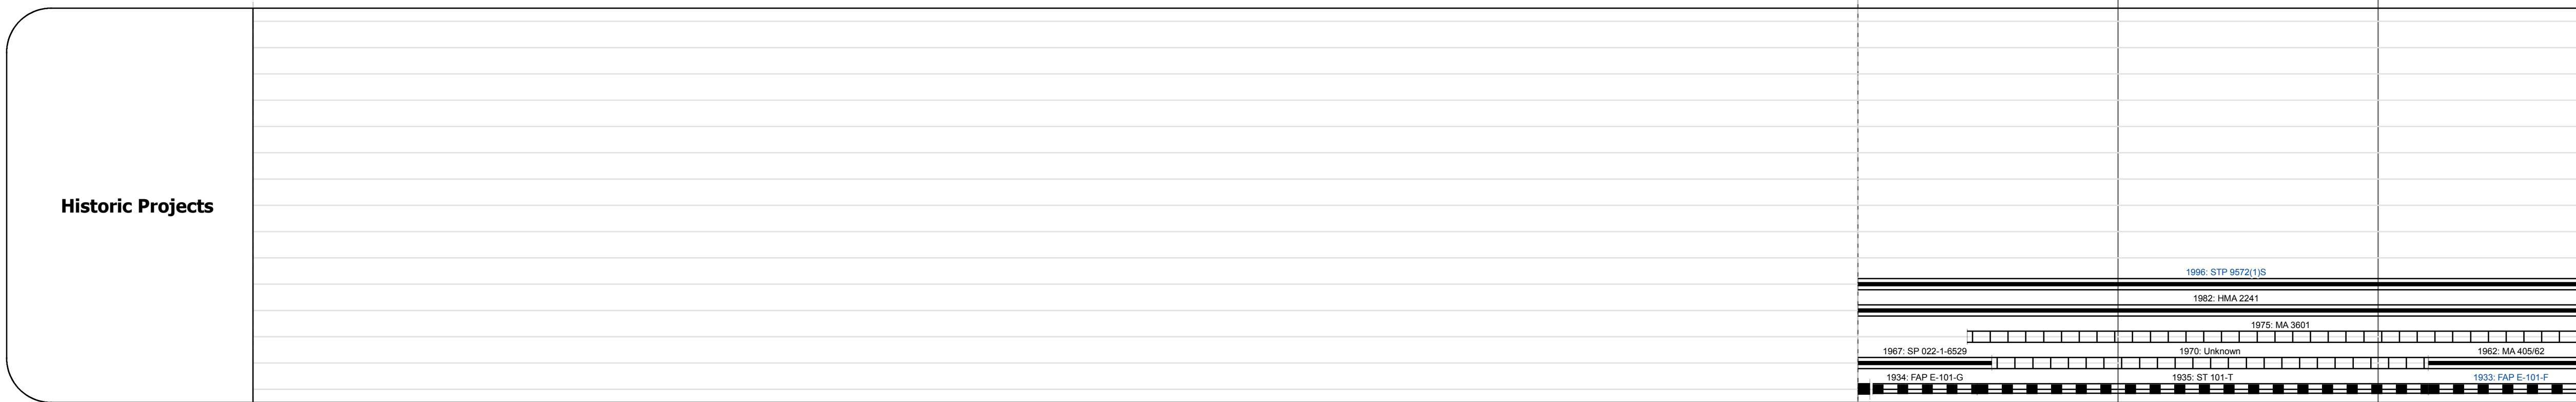 Historic Projects
1996: STP 9572(1)S
1982: HMA 2241
1975: MA 3601
1967: SP 022-1-6529 1970: Unknown 1962: MA 405/62
1934: FAP E-101-G 1935: ST 101-T 1933: FAP E-101-F